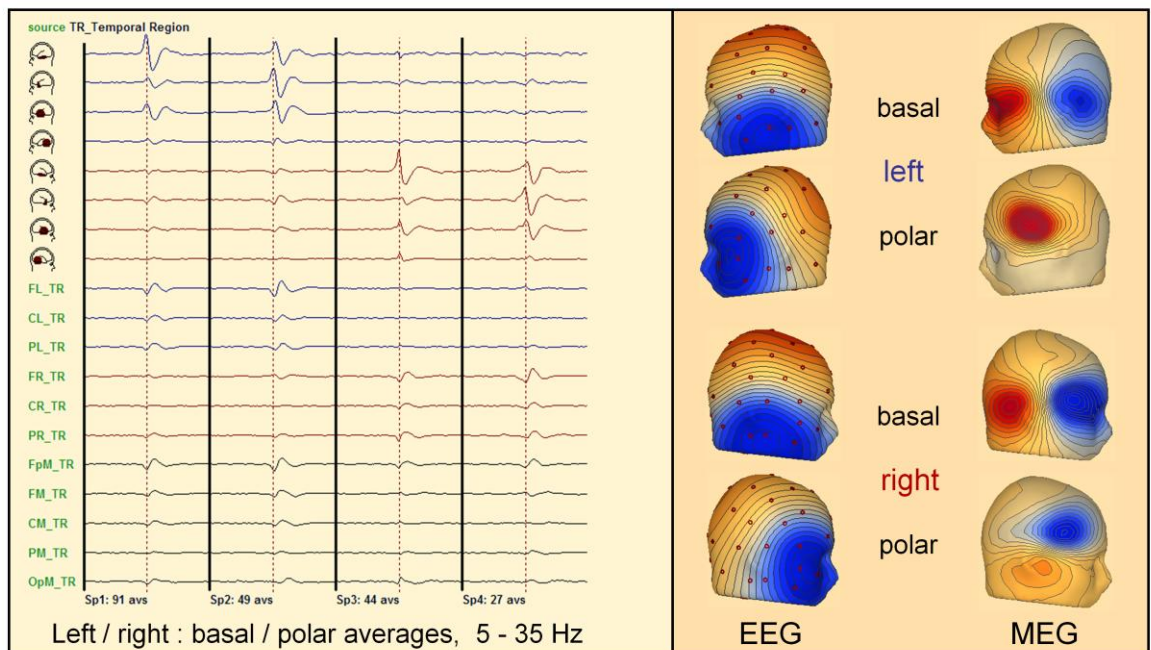 source TR_Temporal Region
FL_TR
CL_TR
PL_TR
FR_TR
CR_TR
PR_TR
FpM_TR
FM_TR
CM_TR
PM_TR
OpM_TR
Sp1: 91 avs Sp2: 49 avs Sp3: 44 avs Sp4: 27 avs
Left / right : basal / polar averages, 5 - 35 Hz
basal
left
polar
basal
right
polar
EEG MEG